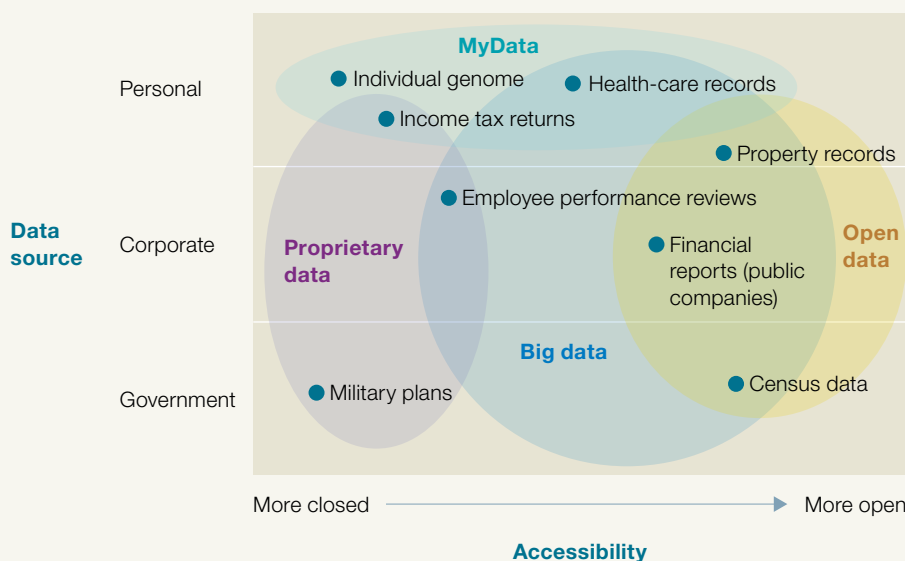 MyData
Personal
Individual genome
Health-care records
Income tax returns
Property records
Employee performance reviews
Data
source
Corporate
Proprietary
data
Financial
reports (public
companies)
Open
data
Big data
Government
Military plans
Census data
More closed
More open
Accessibility